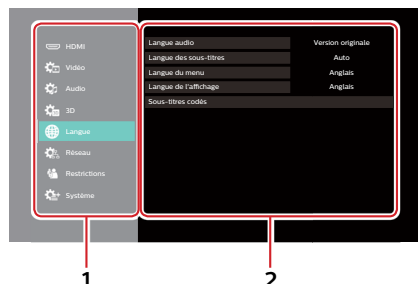 HDMI
Vidéo
Audio
3D
Langue
Réseau
Restrictions
Système
Langue audio Version originale
Langue des sous-titres Auto
Langue du menu Anglais
Langue de l'affichage Anglais
Sous-titres codés
1 2